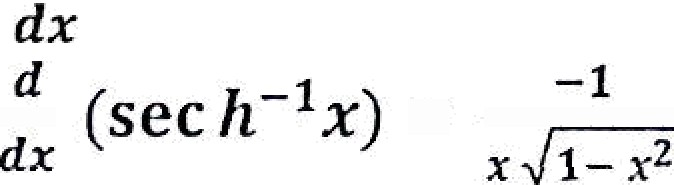 dx
d
dx (sec h⁻¹x) -1
x √1 - x²